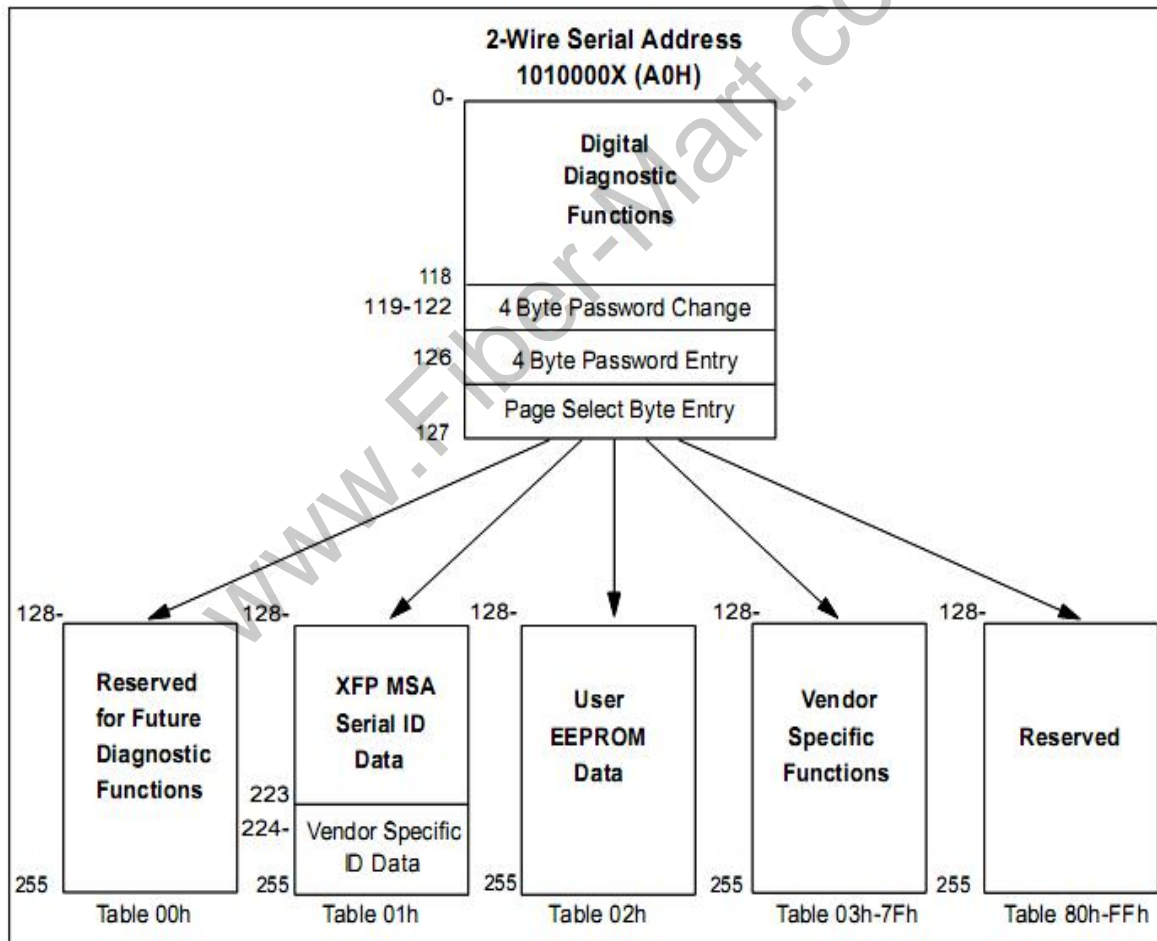 2-Wire Serial Address
1010000X (A0H)
0-
Digital
Diagnostic
Functions
118
119-122
4 Byte Password Change
126
4 Byte Password Entry
Page Select Byte Entry
127
www.Fiber-Mart.co
128-
Reserved
for Future
Diagnostic
Functions
255
Table 00h
128-
XFP MSA
Serial ID
Data
223
224-
Vendor Specific
ID Data
255
Table 01h
128-
User
EEPROM
Data
255
Table 02h
128-
Vendor
Specific
Functions
255
Table 03h-7Fh
128-
Reserved
255
Table 80h-FFh